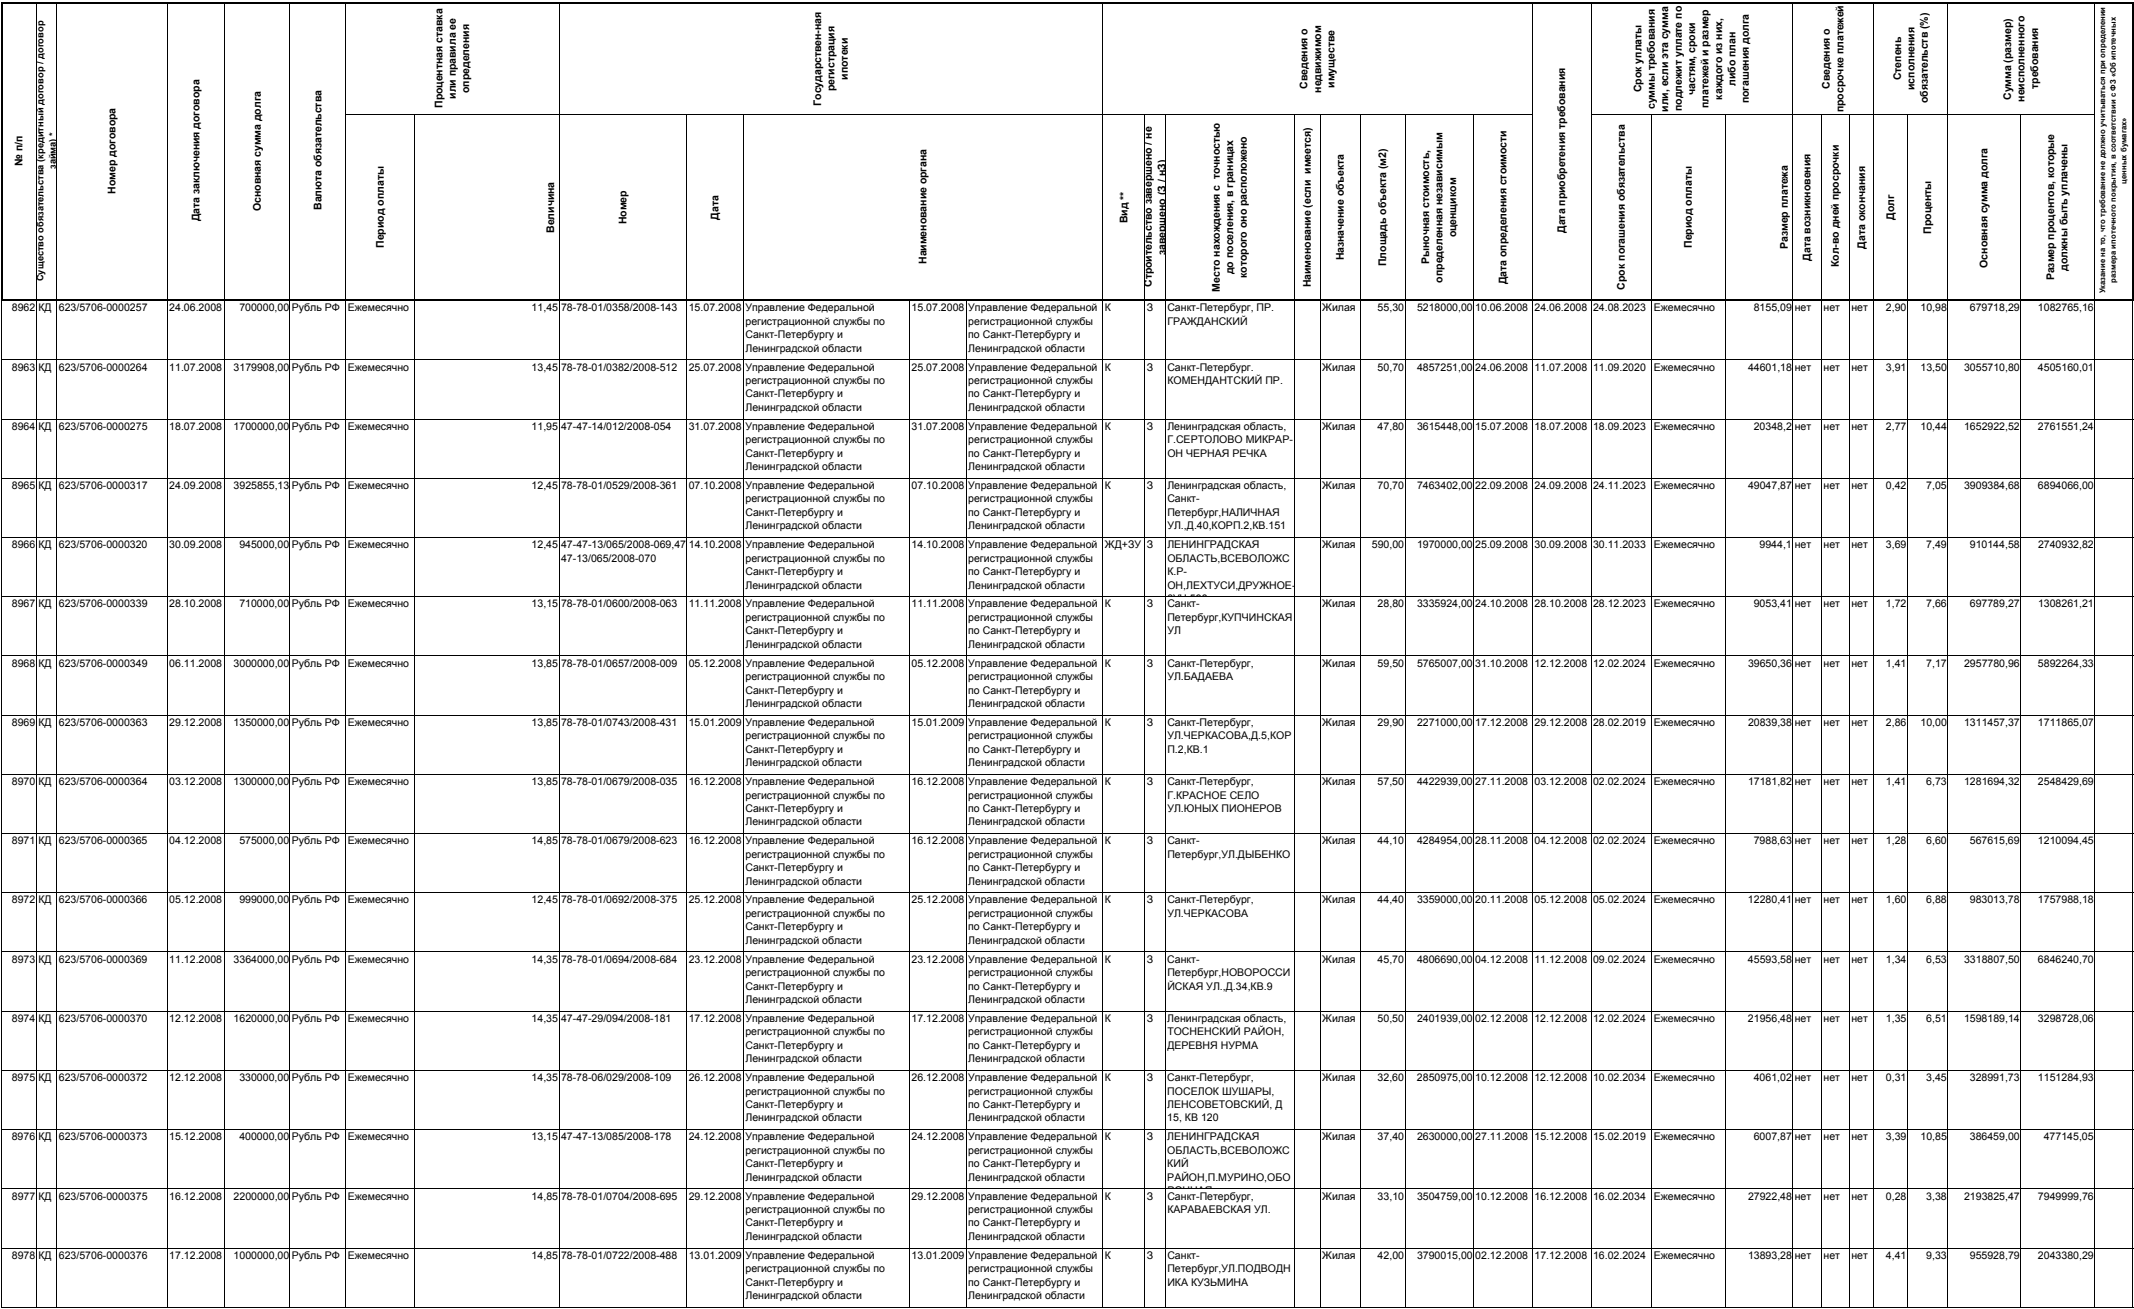 № п/п
Существо обязательства (кредитный договор / договор займа) *
Номер договора
Дата заключения договора
Основная сумма долга
Валюта обязательства
Процентная ставка или правила ее определения
Период оплаты
Величина
Государствен-ная регистрация ипотеки
Номер
Дата
Наименование органа
Сведения о недвижимом имуществе
Вид **
Строительство завершено / не завершено (З / нЗ)
Место нахождения с точностью до поселения, в границах которого оно расположено
Наименование (если имеется)
Назначение объекта
Площадь объекта (м2)
Рыночная стоимость, определенная независимым оценщиком
Дата определения стоимости
Дата приобретения требования
Срок уплаты суммы требования или, если эта сумма подлежит уплате по частям, сроки платежей и размер каждого из них, либо план погашения долга
Срок погашения обязательства
Период оплаты
Размер платежа
Сведения о просрочке платежей
Дата возникновения
Кол-во дней просрочки
Дата окончания
Степень исполнения обязательств (%)
Долг
Проценты
Сумма (размер) неисполненного требования
Основная сумма долга
Размер процентов, которые должны быть уплачены
Указание на то, что требование не должно учитываться при определении размера ипотечного покрытия, в соответствии с ФЗ «Об ипотечных ценных бумагах»
8962 КД 623/5706-0000257 24.06.2008 700000,00 Рубль РФ Ежемесячно 11,45 78-78-01/0358/2008-143 15.07.2008 Управление Федеральной регистрационной службы по Санкт-Петербургу и Ленинградской области 15.07.2008 Управление Федеральной регистрационной службы по Санкт-Петербургу и Ленинградской области К З Санкт-Петербург, ПР. ГРАЖДАНСКИЙ Жилая 55,30 5218000,00 10.06.2008 24.06.2008 24.08.2023 Ежемесячно 8155,09 нет нет нет 2,90 10,98 679718,29 1082765,16
8963 КД 623/5706-0000264 11.07.2008 3179908,00 Рубль РФ Ежемесячно 13,45 78-78-01/0382/2008-512 25.07.2008 Управление Федеральной регистрационной службы по Санкт-Петербургу и Ленинградской области 25.07.2008 Управление Федеральной регистрационной службы по Санкт-Петербургу и Ленинградской области К З Санкт-Петербург. КОМЕНДАНТСКИЙ ПР. Жилая 50,70 4857251,00 24.06.2008 11.07.2008 11.09.2020 Ежемесячно 44601,18 нет нет нет 3,91 13,50 3055710,80 4505160,01
8964 КД 623/5706-0000275 18.07.2008 1700000,00 Рубль РФ Ежемесячно 11,95 47-47-14/012/2008-054 31.07.2008 Управление Федеральной регистрационной службы по Санкт-Петербургу и Ленинградской области 31.07.2008 Управление Федеральной регистрационной службы по Санкт-Петербургу и Ленинградской области К З Ленинградская область, Г.СЕРТОЛОВО МИКРАР-ОН ЧЕРНАЯ РЕЧКА Жилая 47,80 3615448,00 15.07.2008 18.07.2008 18.09.2023 Ежемесячно 20348,2 нет нет нет 2,77 10,44 1652922,52 2761551,24
8965 КД 623/5706-0000317 24.09.2008 3925855,13 Рубль РФ Ежемесячно 12,45 78-78-01/0529/2008-361 07.10.2008 Управление Федеральной регистрационной службы по Санкт-Петербургу и Ленинградской области 07.10.2008 Управление Федеральной регистрационной службы по Санкт-Петербургу и Ленинградской области К З Ленинградская область, Санкт-Петербург,НАЛИЧНАЯ УЛ.,Д.40,КОРП.2,КВ.151 Жилая 70,70 7463402,00 22.09.2008 24.09.2008 24.11.2023 Ежемесячно 49047,87 нет нет нет 0,42 7,05 3909384,68 6894066,00
8966 КД 623/5706-0000320 30.09.2008 945000,00 Рубль РФ Ежемесячно 12,45 47-47-13/065/2008-069,47 47-13/065/2008-070 14.10.2008 Управление Федеральной регистрационной службы по Санкт-Петербургу и Ленинградской области 14.10.2008 Управление Федеральной регистрационной службы по Санкт-Петербургу и Ленинградской области ЖД+ЗУ З ЛЕНИНГРАДСКАЯ ОБЛАСТЬ,ВСЕВОЛОЖСК.Р-ОН,ЛЕХТУСИ,ДРУЖНОЕ- Жилая 590,00 1970000,00 25.09.2008 30.09.2008 30.11.2033 Ежемесячно 9944,1 нет нет нет 3,69 7,49 910144,58 2740932,82
8967 КД 623/5706-0000339 28.10.2008 710000,00 Рубль РФ Ежемесячно 13,15 78-78-01/0600/2008-063 11.11.2008 Управление Федеральной регистрационной службы по Санкт-Петербургу и Ленинградской области 11.11.2008 Управление Федеральной регистрационной службы по Санкт-Петербургу и Ленинградской области К З Санкт-Петербург,КУПЧИНСКАЯ УЛ Жилая 28,80 3335924,00 24.10.2008 28.10.2008 28.12.2023 Ежемесячно 9053,41 нет нет нет 1,72 7,66 697789,27 1308261,21
8968 КД 623/5706-0000349 06.11.2008 3000000,00 Рубль РФ Ежемесячно 13,85 78-78-01/0657/2008-009 05.12.2008 Управление Федеральной регистрационной службы по Санкт-Петербургу и Ленинградской области 05.12.2008 Управление Федеральной регистрационной службы по Санкт-Петербургу и Ленинградской области К З Санкт-Петербург, УЛ.БАДАЕВА Жилая 59,50 5765007,00 31.10.2008 12.12.2008 12.02.2024 Ежемесячно 39650,36 нет нет нет 1,41 7,17 2957780,96 5892264,33
8969 КД 623/5706-0000363 29.12.2008 1350000,00 Рубль РФ Ежемесячно 13,85 78-78-01/0743/2008-431 15.01.2009 Управление Федеральной регистрационной службы по Санкт-Петербургу и Ленинградской области 15.01.2009 Управление Федеральной регистрационной службы по Санкт-Петербургу и Ленинградской области К З Санкт-Петербург, УЛ.ЧЕРКАСОВА,Д.5,КОРП.2,КВ.1 Жилая 29,90 2271000,00 17.12.2008 29.12.2008 28.02.2019 Ежемесячно 20839,38 нет нет нет 2,86 10,00 1311457,37 1711865,07
8970 КД 623/5706-0000364 03.12.2008 1300000,00 Рубль РФ Ежемесячно 13,85 78-78-01/0679/2008-035 16.12.2008 Управление Федеральной регистрационной службы по Санкт-Петербургу и Ленинградской области 16.12.2008 Управление Федеральной регистрационной службы по Санкт-Петербургу и Ленинградской области К З Санкт-Петербург, Г.КРАСНОЕ СЕЛО УЛ.ЮНЫХ ПИОНЕРОВ Жилая 57,50 4422939,00 27.11.2008 03.12.2008 02.02.2024 Ежемесячно 17181,82 нет нет нет 1,41 6,73 1281694,32 2548429,69
8971 КД 623/5706-0000365 04.12.2008 575000,00 Рубль РФ Ежемесячно 14,85 78-78-01/0679/2008-623 16.12.2008 Управление Федеральной регистрационной службы по Санкт-Петербургу и Ленинградской области 16.12.2008 Управление Федеральной регистрационной службы по Санкт-Петербургу и Ленинградской области К З Санкт-Петербург,УЛ.ДЫБЕНКО Жилая 44,10 4284954,00 28.11.2008 04.12.2008 02.02.2024 Ежемесячно 7988,63 нет нет нет 1,28 6,60 567615,69 1210094,45
8972 КД 623/5706-0000366 05.12.2008 999000,00 Рубль РФ Ежемесячно 12,45 78-78-01/0692/2008-375 25.12.2008 Управление Федеральной регистрационной службы по Санкт-Петербургу и Ленинградской области 25.12.2008 Управление Федеральной регистрационной службы по Санкт-Петербургу и Ленинградской области К З Санкт-Петербург, УЛ.ЧЕРКАСОВА Жилая 44,40 3359000,00 20.11.2008 05.12.2008 05.02.2024 Ежемесячно 12280,41 нет нет нет 1,60 6,88 983013,78 1757988,18
8973 КД 623/5706-0000369 11.12.2008 3364000,00 Рубль РФ Ежемесячно 14,35 78-78-01/0694/2008-684 23.12.2008 Управление Федеральной регистрационной службы по Санкт-Петербургу и Ленинградской области 23.12.2008 Управление Федеральной регистрационной службы по Санкт-Петербургу и Ленинградской области К З Санкт-Петербург,НОВОРОССИЙСКАЯ УЛ.,Д.34,КВ.9 Жилая 45,70 4806690,00 04.12.2008 11.12.2008 09.02.2024 Ежемесячно 45593,58 нет нет нет 1,34 6,53 3318807,50 6846240,70
8974 КД 623/5706-0000370 12.12.2008 1620000,00 Рубль РФ Ежемесячно 14,35 47-47-29/094/2008-181 17.12.2008 Управление Федеральной регистрационной службы по Санкт-Петербургу и Ленинградской области 17.12.2008 Управление Федеральной регистрационной службы по Санкт-Петербургу и Ленинградской области К З Ленинградская область, ТОСНЕНСКИЙ РАЙОН, ДЕРЕВНЯ НУРМА Жилая 50,50 2401939,00 02.12.2008 12.12.2008 12.02.2024 Ежемесячно 21956,48 нет нет нет 1,35 6,51 1598189,14 3298728,06
8975 КД 623/5706-0000372 12.12.2008 330000,00 Рубль РФ Ежемесячно 14,35 78-78-06/029/2008-109 26.12.2008 Управление Федеральной регистрационной службы по Санкт-Петербургу и Ленинградской области 26.12.2008 Управление Федеральной регистрационной службы по Санкт-Петербургу и Ленинградской области К З Санкт-Петербург, ПОСЕЛОК ШУШАРЫ, ЛЕНСОВЕТОВСКИЙ, Д 15, КВ 120 Жилая 32,60 2850975,00 10.12.2008 12.12.2008 10.02.2034 Ежемесячно 4061,02 нет нет нет 0,31 3,45 328991,73 1151284,93
8976 КД 623/5706-0000373 15.12.2008 400000,00 Рубль РФ Ежемесячно 13,15 47-47-13/085/2008-178 24.12.2008 Управление Федеральной регистрационной службы по Санкт-Петербургу и Ленинградской области 24.12.2008 Управление Федеральной регистрационной службы по Санкт-Петербургу и Ленинградской области К З ЛЕНИНГРАДСКАЯ ОБЛАСТЬ,ВСЕВОЛОЖСКИЙ РАЙОН,П.МУРИНО,ОБО Жилая 37,40 2630000,00 27.11.2008 15.12.2008 15.02.2019 Ежемесячно 6007,87 нет нет нет 3,39 10,85 386459,00 477145,05
8977 КД 623/5706-0000375 16.12.2008 2200000,00 Рубль РФ Ежемесячно 14,85 78-78-01/0704/2008-695 29.12.2008 Управление Федеральной регистрационной службы по Санкт-Петербургу и Ленинградской области 29.12.2008 Управление Федеральной регистрационной службы по Санкт-Петербургу и Ленинградской области К З Санкт-Петербург, КАРАВАЕВСКАЯ УЛ. Жилая 33,10 3504759,00 10.12.2008 16.12.2008 16.02.2034 Ежемесячно 27922,48 нет нет нет 0,28 3,38 2193825,47 7949999,76
8978 КД 623/5706-0000376 17.12.2008 1000000,00 Рубль РФ Ежемесячно 14,85 78-78-01/0722/2008-488 13.01.2009 Управление Федеральной регистрационной службы по Санкт-Петербургу и Ленинградской области 13.01.2009 Управление Федеральной регистрационной службы по Санкт-Петербургу и Ленинградской области К З Санкт-Петербург,УЛ.ПОДВОДНИКА КУЗЬМИНА Жилая 42,00 3790015,00 02.12.2008 17.12.2008 16.02.2024 Ежемесячно 13893,28 нет нет нет 4,41 9,33 955928,79 2043380,29